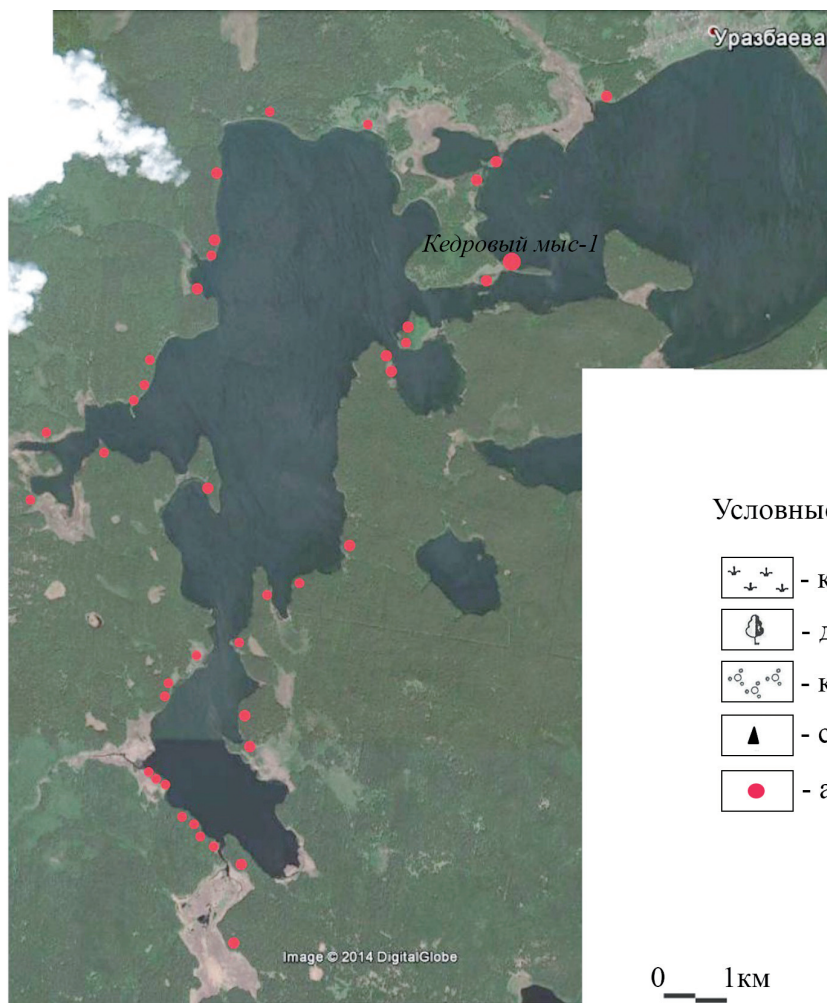 Уразбаева
Кедровый мыс-1
Условные
- к
- д
- к
- с
- а
Image © 2014 DigitalGlobe
0 1км